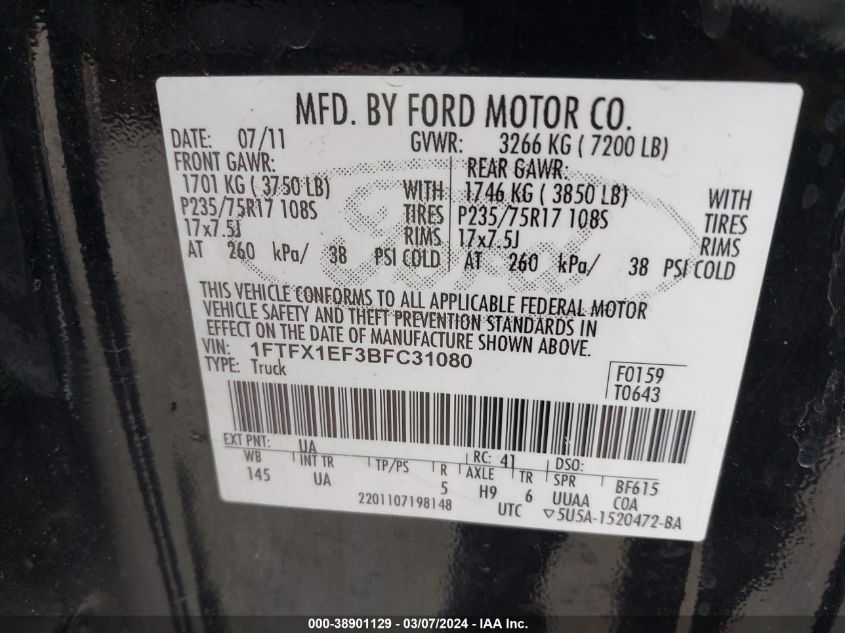 MFD. BY FORD MOTOR CO.
DATE: 07/11 GVWR: 3266 KG ( 7200 LB)
FRONT GAWR: REAR GAWR:
1701 KG ( 3750 LB) WITH 1746 KG ( 3850 LB) WITH
P235/75R17 108S TIRES P235/75R17 108S TIRES
17x7.5J RIMS 17x7.5J RIMS
AT 260 kPa/ 38 PSI COLD AT 260 kPa/ 38 PSI COLD
Ford
THIS VEHICLE CONFORMS TO ALL APPLICABLE FEDERAL MOTOR
VEHICLE SAFETY AND THEFT PREVENTION STANDARDS IN
EFFECT ON THE DATE OF MANUFACTURE SHOWN ABOVE.
VIN: 1FTFX1EF3BFC31080
TYPE: Truck
F0159
T0643
EXT PNT: UA RC: 41 DSO:
WB INT TR TP/PS R AXLE TR SPR BF615
145 UA 5 H9 6 UUAA COA
2201107198148 UTC ▽5U5A-1520472-BA
000-38901129 - 03/07/2024 - IAA Inc.